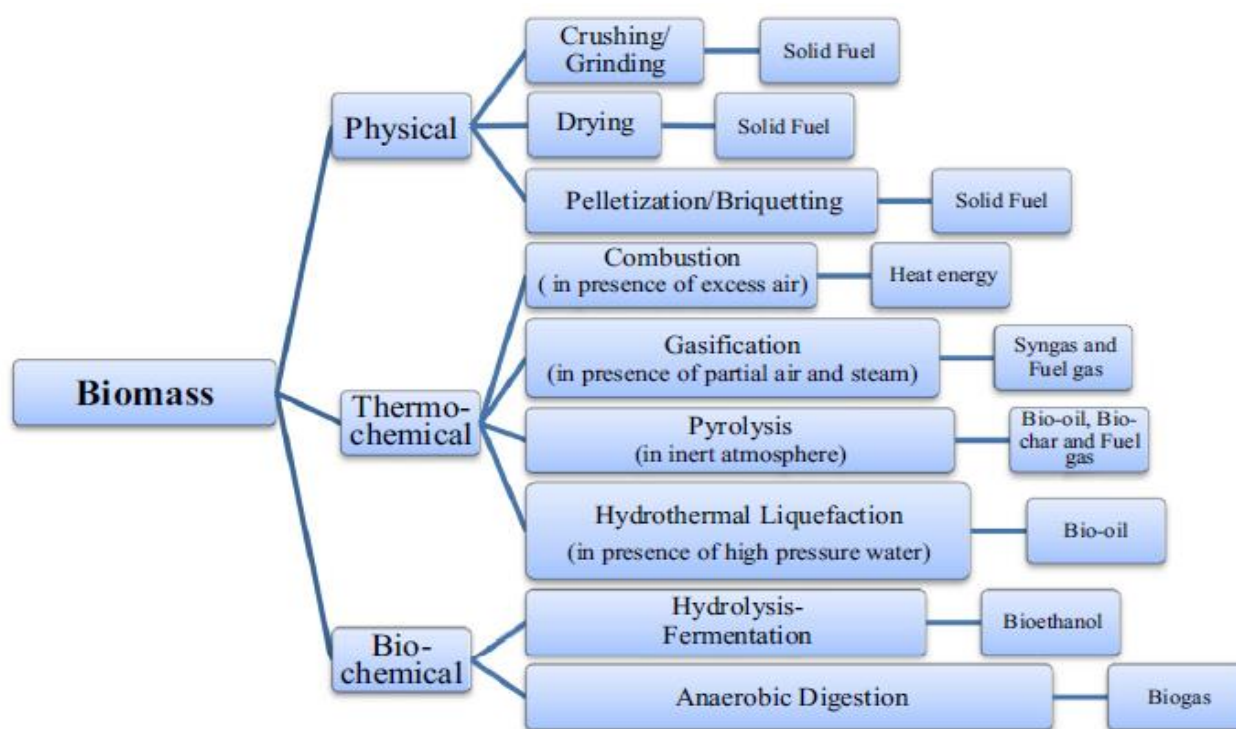 Biomass
Physical
Crushing/
Grinding
Solid Fuel
Drying
Solid Fuel
Pelletization/Briquetting
Solid Fuel
Thermo-
chemical
Combustion
( in presence of excess air)
Heat energy
Gasification
(in presence of partial air and steam)
Syngas and
Fuel gas
Pyrolysis
(in inert atmosphere)
Bio-oil, Bio-
char and Fuel
gas
Hydrothermal Liquefaction
(in presence of high pressure water)
Bio-oil
Bio-
chemical
Hydrolysis-
Fermentation
Bioethanol
Anaerobic Digestion
Biogas